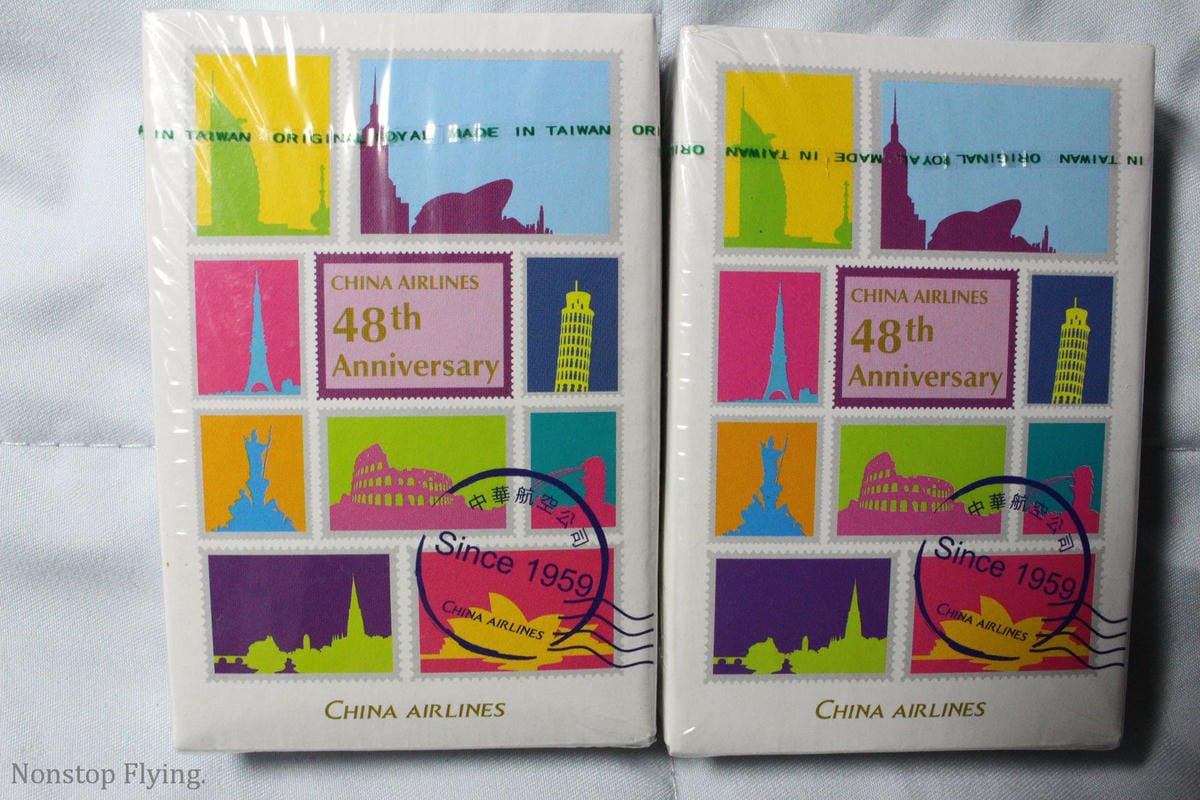 IN TAIWAN ORIGINAL ROYAL MADE IN TAIWAN ORI
CHINA AIRLINES
48th
Anniversary
中華航空公司
Since 1959
CHINA AIRLINES
CHINA AIRLINES
IN TAIWAN ORIGINAL ROYAL MADE IN TAIWAN ORI
CHINA AIRLINES
48th
Anniversary
中華航空公司
Since 1959
CHINA AIRLINES
CHINA AIRLINES
Nonstop Flying.